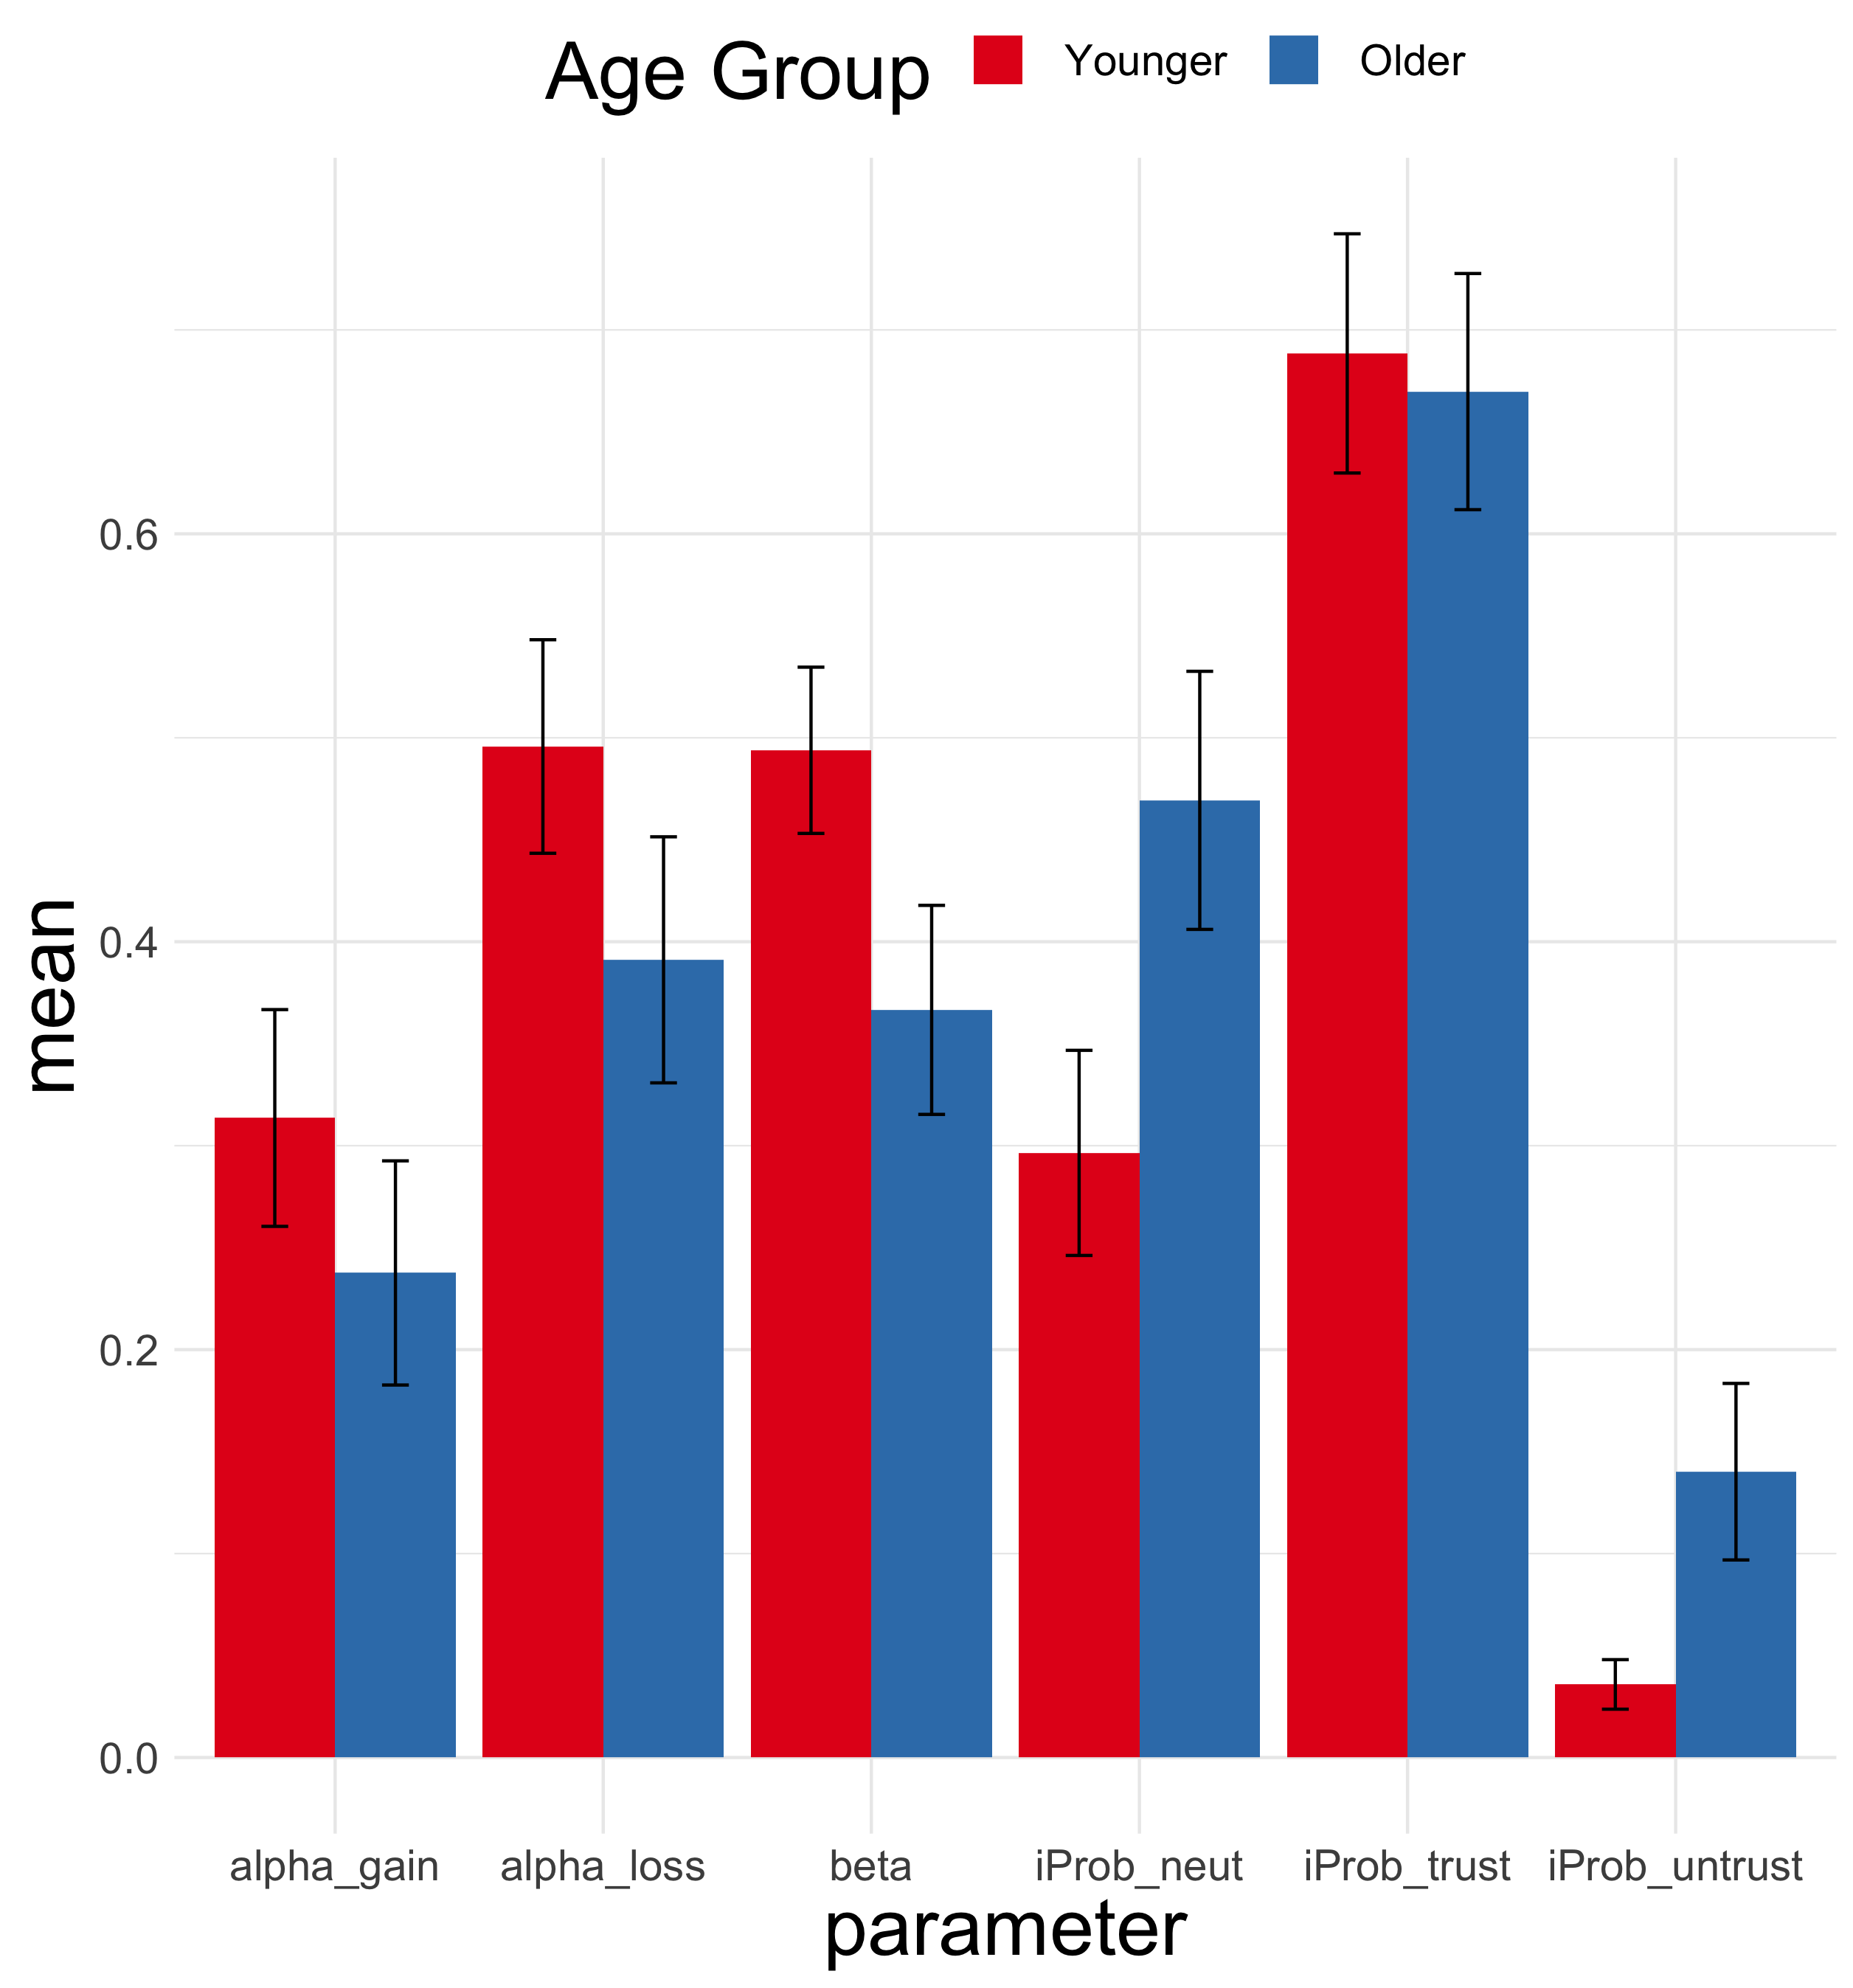 Age Group Younger Older
0.6
0.4
0.2
0.0
mean
alpha_gain alpha_loss beta iProb_neut iProb_trust iProb_untrust
parameter